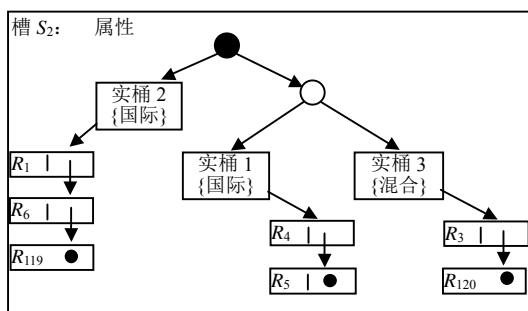 槽 S₂： 属性
实桶 2
{国际}
实桶 1
{国际}
实桶 3
{混合}
R₁
R₆
R₁₁₉
R₄
R₅
R₃
R₁₂₀